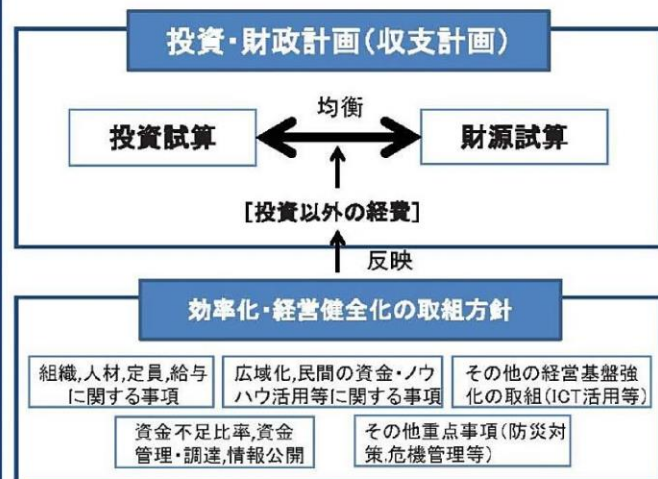 投資・財政計画(収支計画)
均衡
投資試算
財源試算
[投資以外の経費]
反映
効率化・経営健全化の取組方針
組織,人材,定員,給与
に関する事項
広域化,民間の資金・ノウ
ハウ活用等に関する事項
その他の経営基盤強
化の取組(ICT活用等)
資金不足比率,資金
管理・調達,情報公開
その他重点事項(防災対
策,危機管理等)